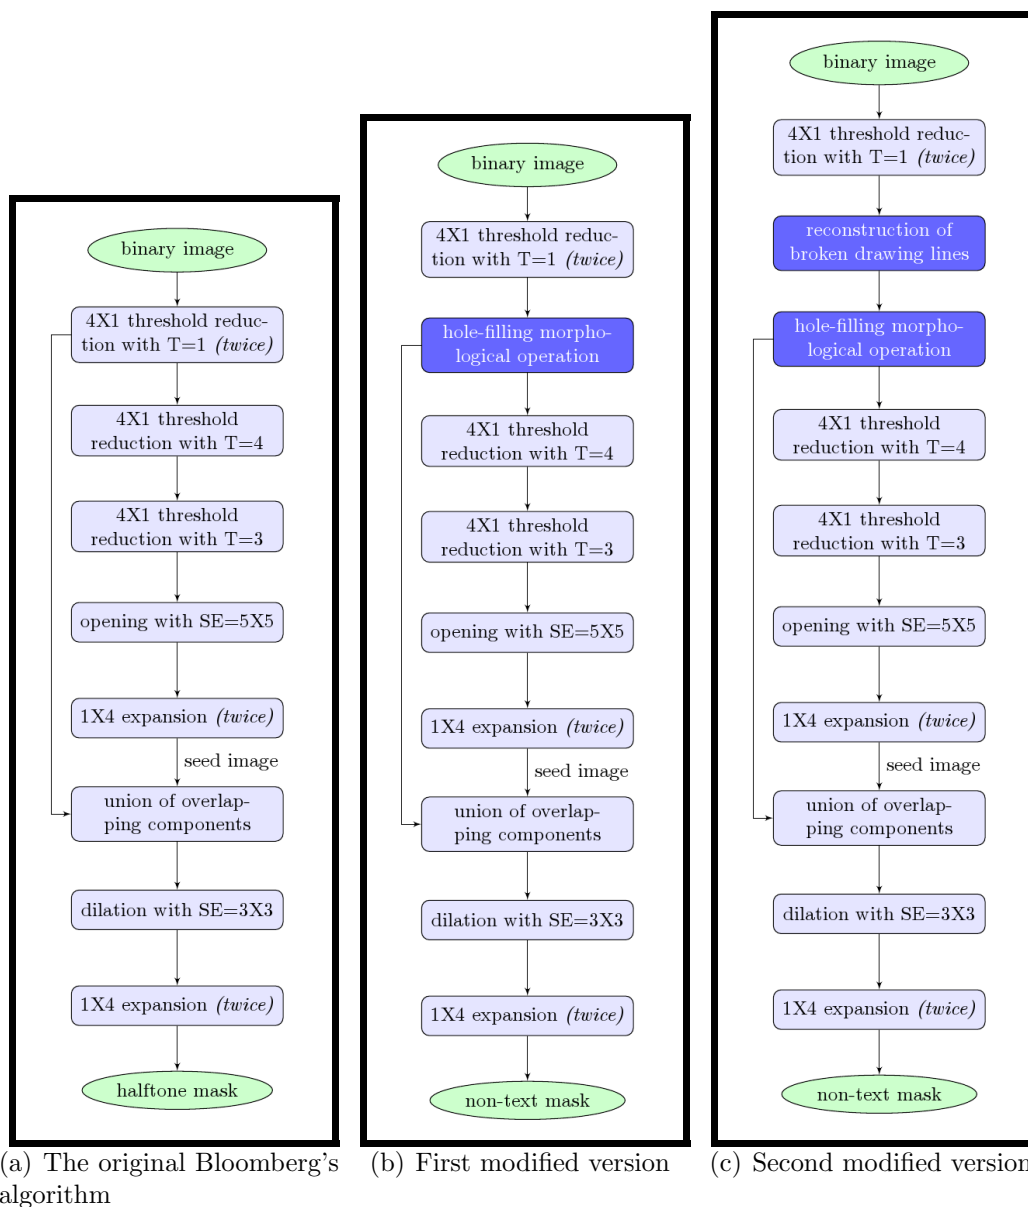 binary image
4X1 threshold reduc-
tion with T=1 (twice)
4X1 threshold
reduction with T=4
4X1 threshold
reduction with T=3
opening with SE=5X5
1X4 expansion (twice)
seed image
union of overlap-
ping components
dilation with SE=3X3
1X4 expansion (twice)
halftone mask
(a) The original Bloomberg's
algorithm
binary image
4X1 threshold reduc-
tion with T=1 (twice)
hole-filling morpho-
logical operation
4X1 threshold
reduction with T=4
4X1 threshold
reduction with T=3
opening with SE=5X5
1X4 expansion (twice)
seed image
union of overlap-
ping components
dilation with SE=3X3
1X4 expansion (twice)
non-text mask
(b) First modified version
binary image
4X1 threshold reduc-
tion with T=1 (twice)
reconstruction of
broken drawing lines
hole-filling morpho-
logical operation
4X1 threshold
reduction with T=4
4X1 threshold
reduction with T=3
opening with SE=5X5
1X4 expansion (twice)
seed image
union of overlap-
ping components
dilation with SE=3X3
1X4 expansion (twice)
non-text mask
(c) Second modified version